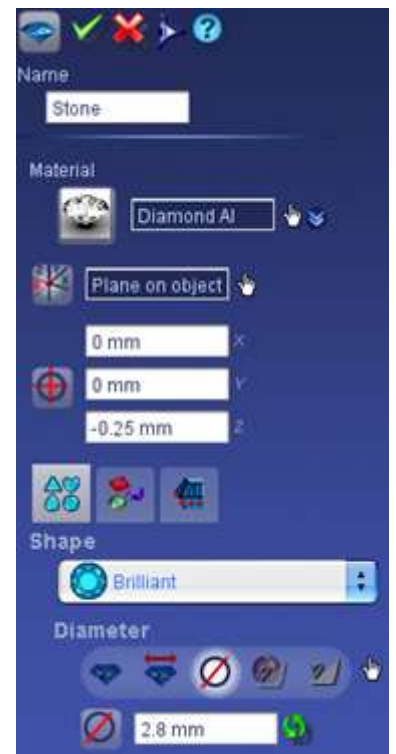 Name
Stone
Material
Diamond AI
Plane on object
0 mm X
0 mm Y
-0.25 mm Z
Shape
Brilliant
Diameter
2.8 mm